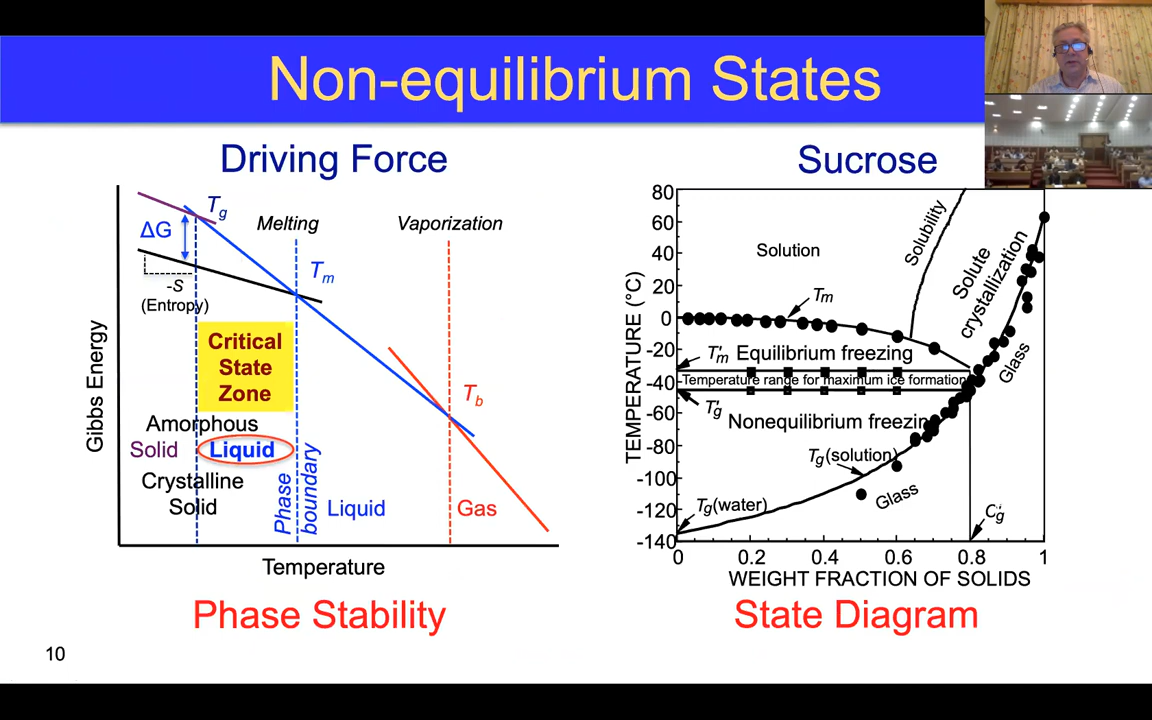 Non-equilibrium States
Driving Force
Tg
Melting
Vaporization
ΔG
Tm
-S
(Entropy)
Critical
State
Zone
Gibbs Energy
Tb
Amorphous
Solid
Liquid
Crystalline
Solid
Phase
boundary
Liquid
Gas
Temperature
Phase Stability
10
Sucrose
80
60
40
20
0
-20
-40
-60
-80
-100
-120
-140
TEMPERATURE (°C)
Solution
Solubility
Solute
crystallization
Tm
T'm Equilibrium freezing
Temperature range for maximum ice formation
T'g
Nonequilibrium freezing
Glass
Tg(solution)
Glass
Tg(water)
C'g
0 0.2 0.4 0.6 0.8 1
WEIGHT FRACTION OF SOLIDS
State Diagram